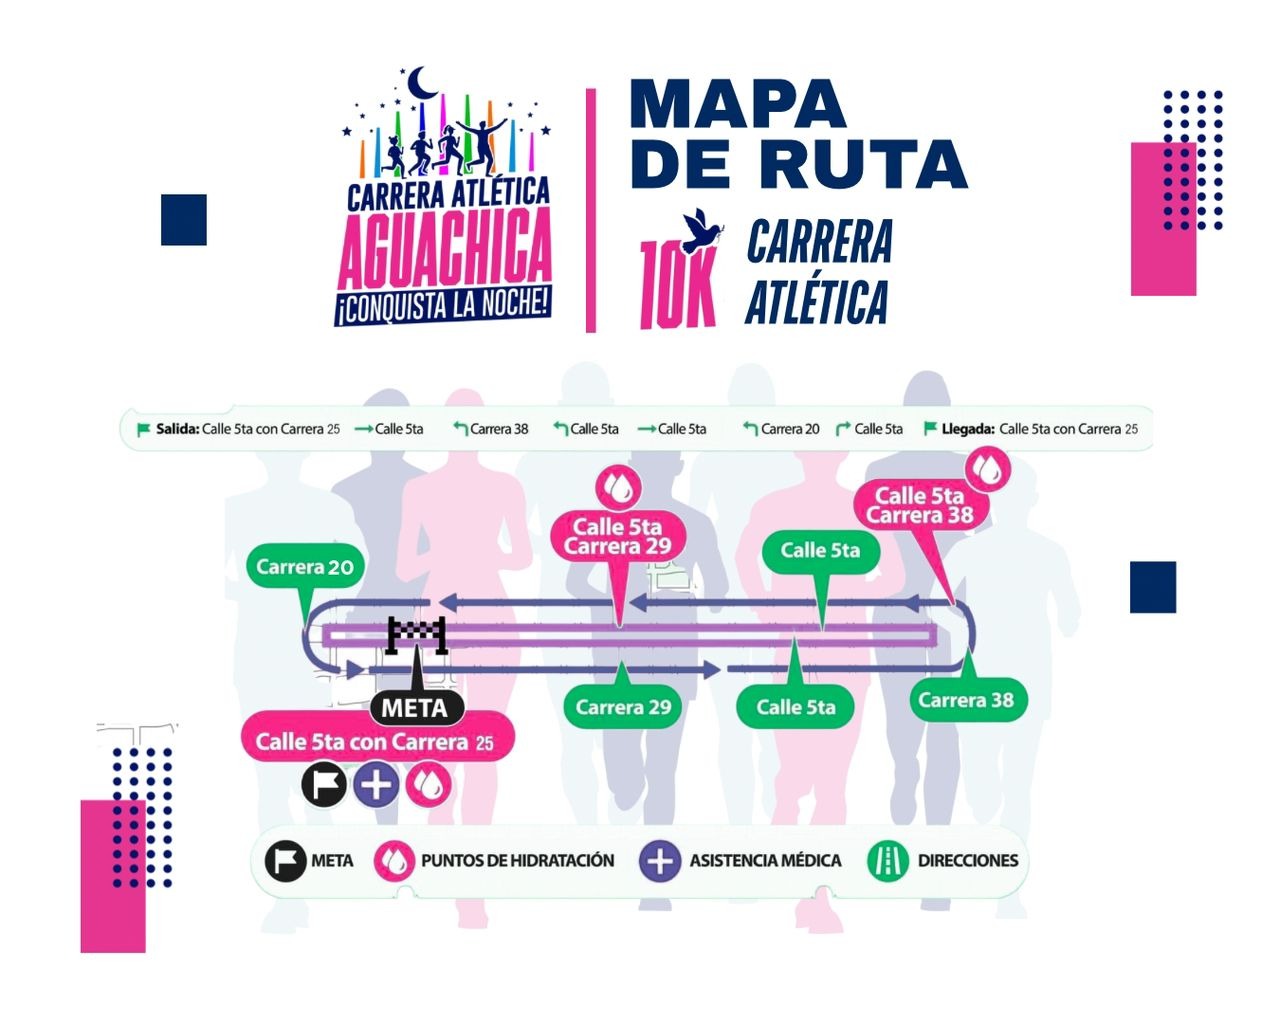 CARRERA ATLÉTICA
AGUACHICA
¡CONQUISTA LA NOCHE!
MAPA
DE RUTA
10K
CARRERA
ATLÉTICA
Salida: Calle 5ta con Carrera 25
Calle 5ta
Carrera 38
Calle 5ta
Calle 5ta
Carrera 20
Calle 5ta
Llegada: Calle 5ta con Carrera 25
Calle 5ta
Carrera 38
Calle 5ta
Carrera 29
Calle 5ta
Carrera 20
META
Carrera 29
Calle 5ta
Carrera 38
Calle 5ta con Carrera 25
META
PUNTOS DE HIDRATACIÓN
ASISTENCIA MÉDICA
DIRECCIONES